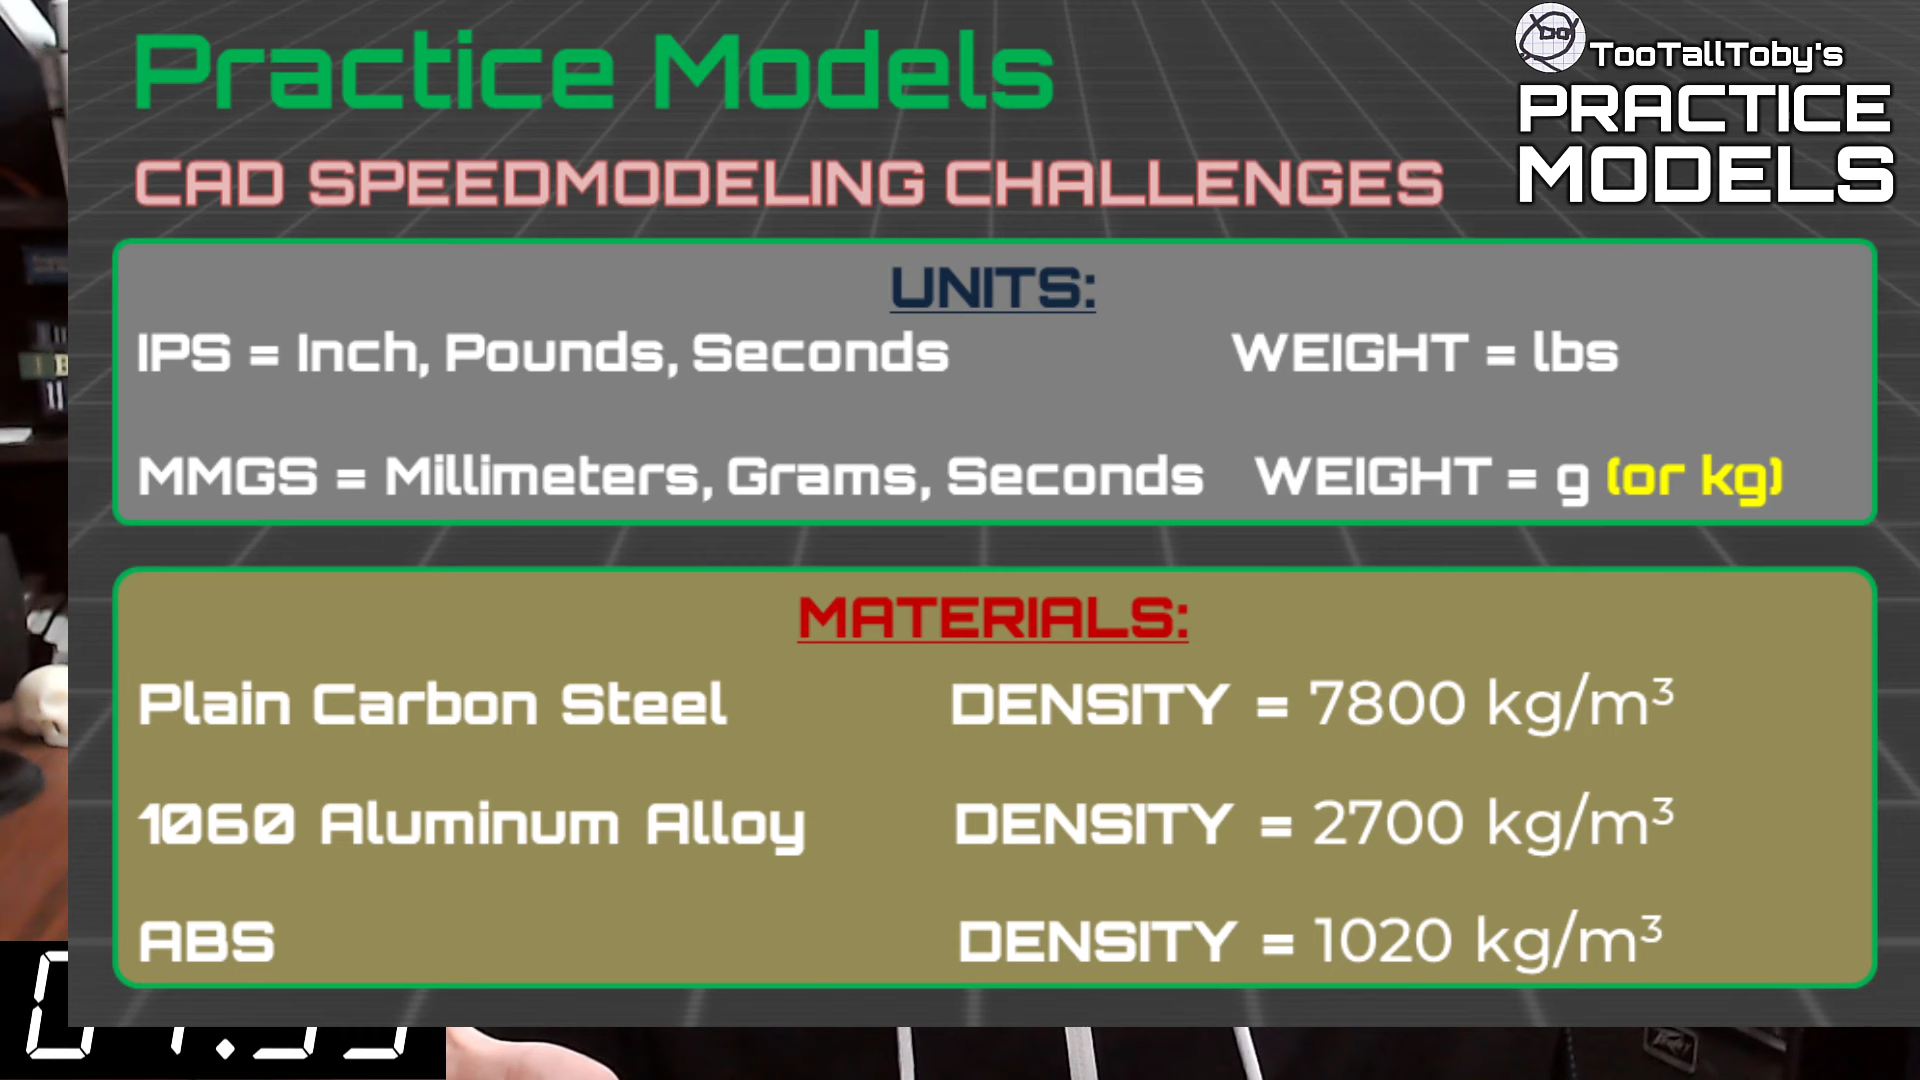 Practice Models
TooTallToby's
PRACTICE
MODELS
CAD SPEEDMODELING CHALLENGES
UNITS:
IPS = Inch, Pounds, Seconds WEIGHT = lbs
MMGS = Millimeters, Grams, Seconds WEIGHT = g (or kg)
MATERIALS:
Plain Carbon Steel DENSITY = 7800 kg/m³
1060 Aluminum Alloy DENSITY = 2700 kg/m³
ABS DENSITY = 1020 kg/m³